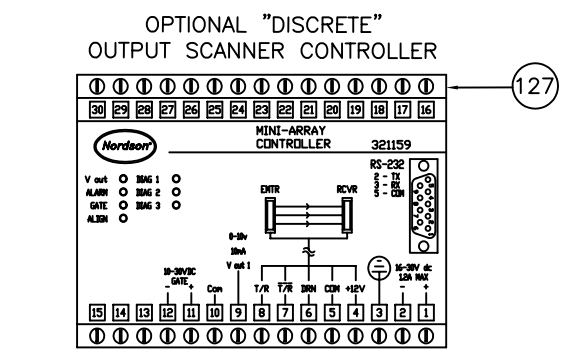 OPTIONAL "DISCRETE"
OUTPUT SCANNER CONTROLLER
127
30 29 28 27 26 25 24 23 22 21 20 19 18 17 16
Nordson
MINI-ARRAY
CONTROLLER
321159
RS-232
2 - TX
3 - RX
5 - COM
V out DIAG 1
ALARM DIAG 2
GATE DIAG 3
ALIGN
EMTR RCVR
0-10v
10mA
V out 1
10-30VDC
GATE
- +
Com
T/R T/R DRN COM +12V
16-30V dc
1.2A MAX
- +
15 14 13 12 11 10 9 8 7 6 5 4 3 2 1